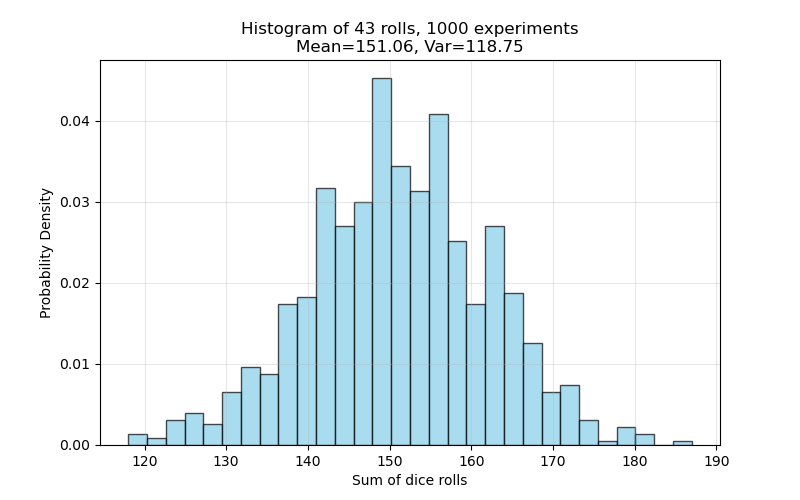 Histogram of 43 rolls, 1000 experiments
Mean=151.06, Var=118.75
Probability Density
0.04
0.03
0.02
0.01
0.00
120 130 140 150 160 170 180 190
Sum of dice rolls